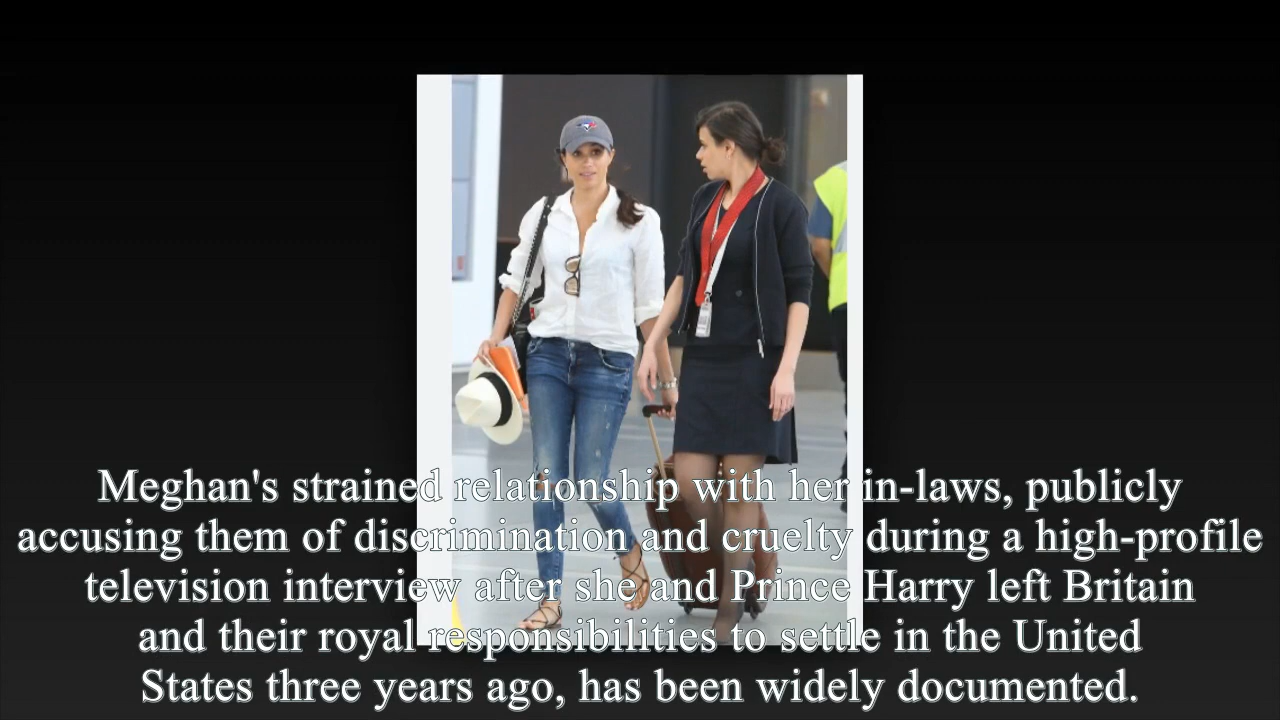 Meghan's strained relationship with her in-laws, publicly
accusing them of discrimination and cruelty during a high-profile
television interview after she and Prince Harry left Britain
and their royal responsibilities to settle in the United
States three years ago, has been widely documented.